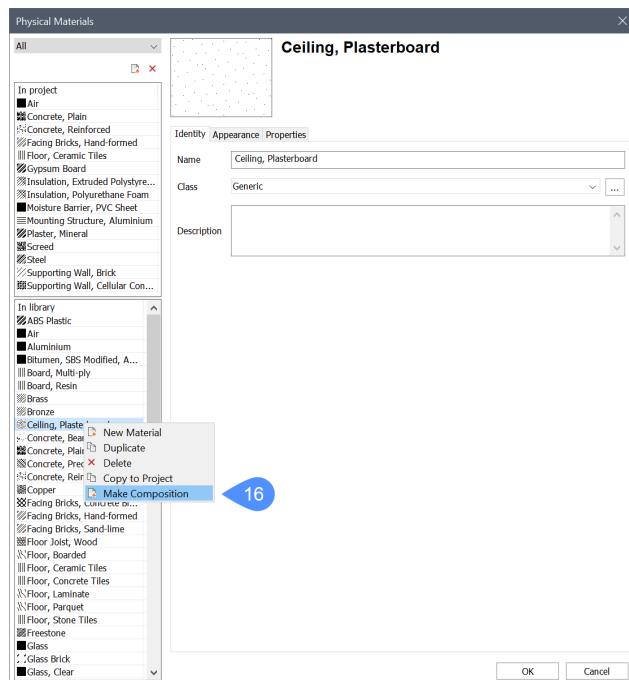 Physical Materials
All
Ceiling, Plasterboard
In project
Air
Concrete, Plain
Concrete, Reinforced
Facing Bricks, Hand-formed
Floor, Ceramic Tiles
Gypsum Board
Insulation, Extruded Polystyre...
Insulation, Polyurethane Foam
Moisture Barrier, PVC Sheet
Mounting Structure, Aluminium
Plaster, Mineral
Screed
Steel
Supporting Wall, Brick
Supporting Wall, Cellular Con...
Identity Appearance Properties
Name Ceiling, Plasterboard
Class Generic ...
Description
In library
ABS Plastic
Air
Aluminium
Bitumen, SBS Modified, A...
Board, Multi-ply
Board, Resin
Brass
Bronze
Ceiling, Plaste
Concrete, Bear
Concrete, Plai
Concrete, Prec
Concrete, Rein
Copper
Facing Bricks, Concrete Bl...
Facing Bricks, Hand-formed
Facing Bricks, Sand-lime
Floor Joist, Wood
Floor, Boarded
Floor, Ceramic Tiles
Floor, Concrete Tiles
Floor, Laminate
Floor, Parquet
Floor, Stone Tiles
Freestone
Glass
Glass Brick
Glass, Clear
New Material
Duplicate
Delete
Copy to Project
Make Composition
16
OK Cancel